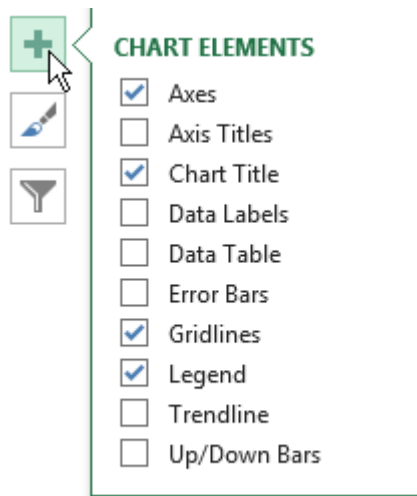 CHART ELEMENTS
Axes
Axis Titles
Chart Title
Data Labels
Data Table
Error Bars
Gridlines
Legend
Trendline
Up/Down Bars